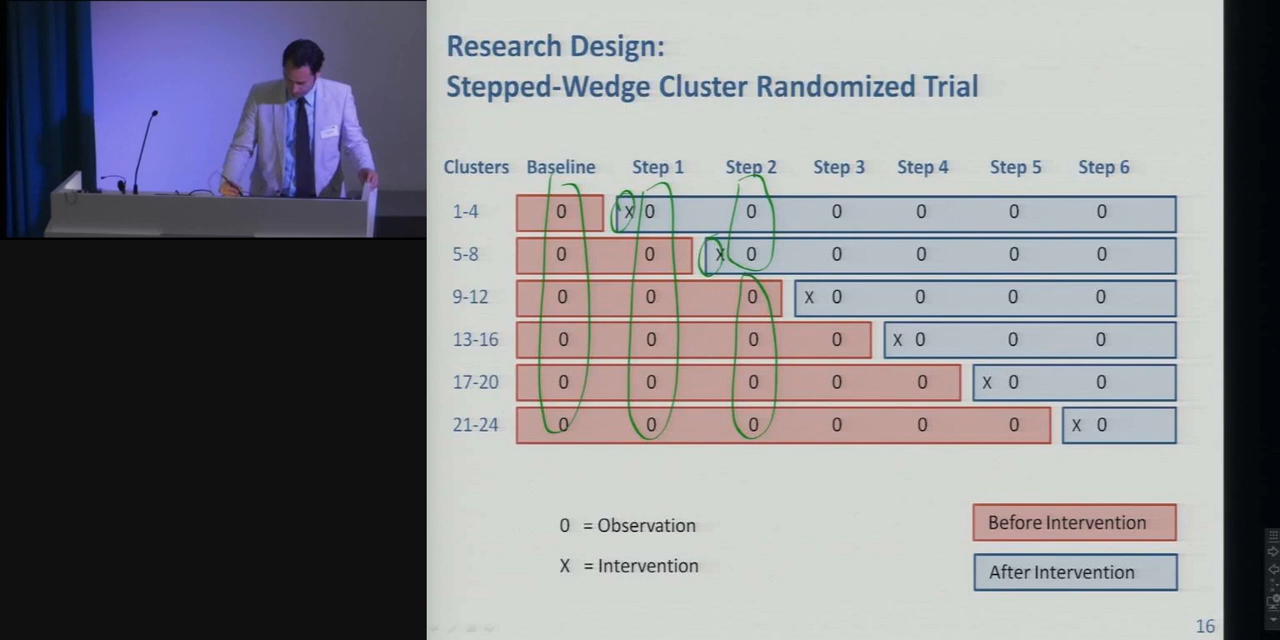 Research Design:
Stepped-Wedge Cluster Randomized Trial
Clusters Baseline Step 1 Step 2 Step 3 Step 4 Step 5 Step 6
1-4 0 X 0 0 0 0 0 0
5-8 0 0 X 0 0 0 0 0
9-12 0 0 0 X 0 0 0 0
13-16 0 0 0 0 X 0 0 0
17-20 0 0 0 0 0 X 0 0
21-24 0 0 0 0 0 0 X 0
0 = Observation
X = Intervention
Before Intervention
After Intervention
16